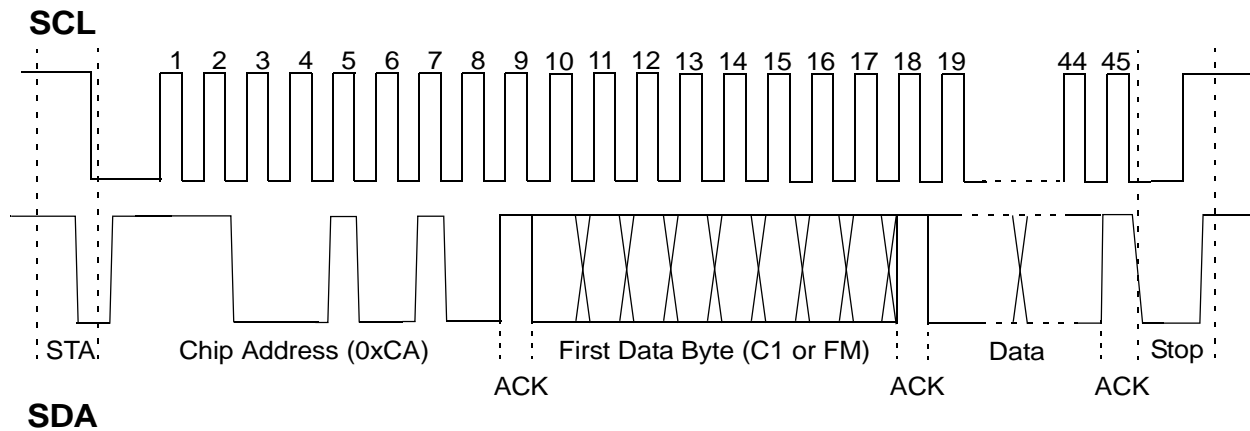 SCL
1 2 3 4 5 6 7 8 9 10 11 12 13 14 15 16 17 18 19 44 45
STA Chip Address (0xCA) First Data Byte (C1 or FM) Data Stop
ACK ACK ACK
SDA